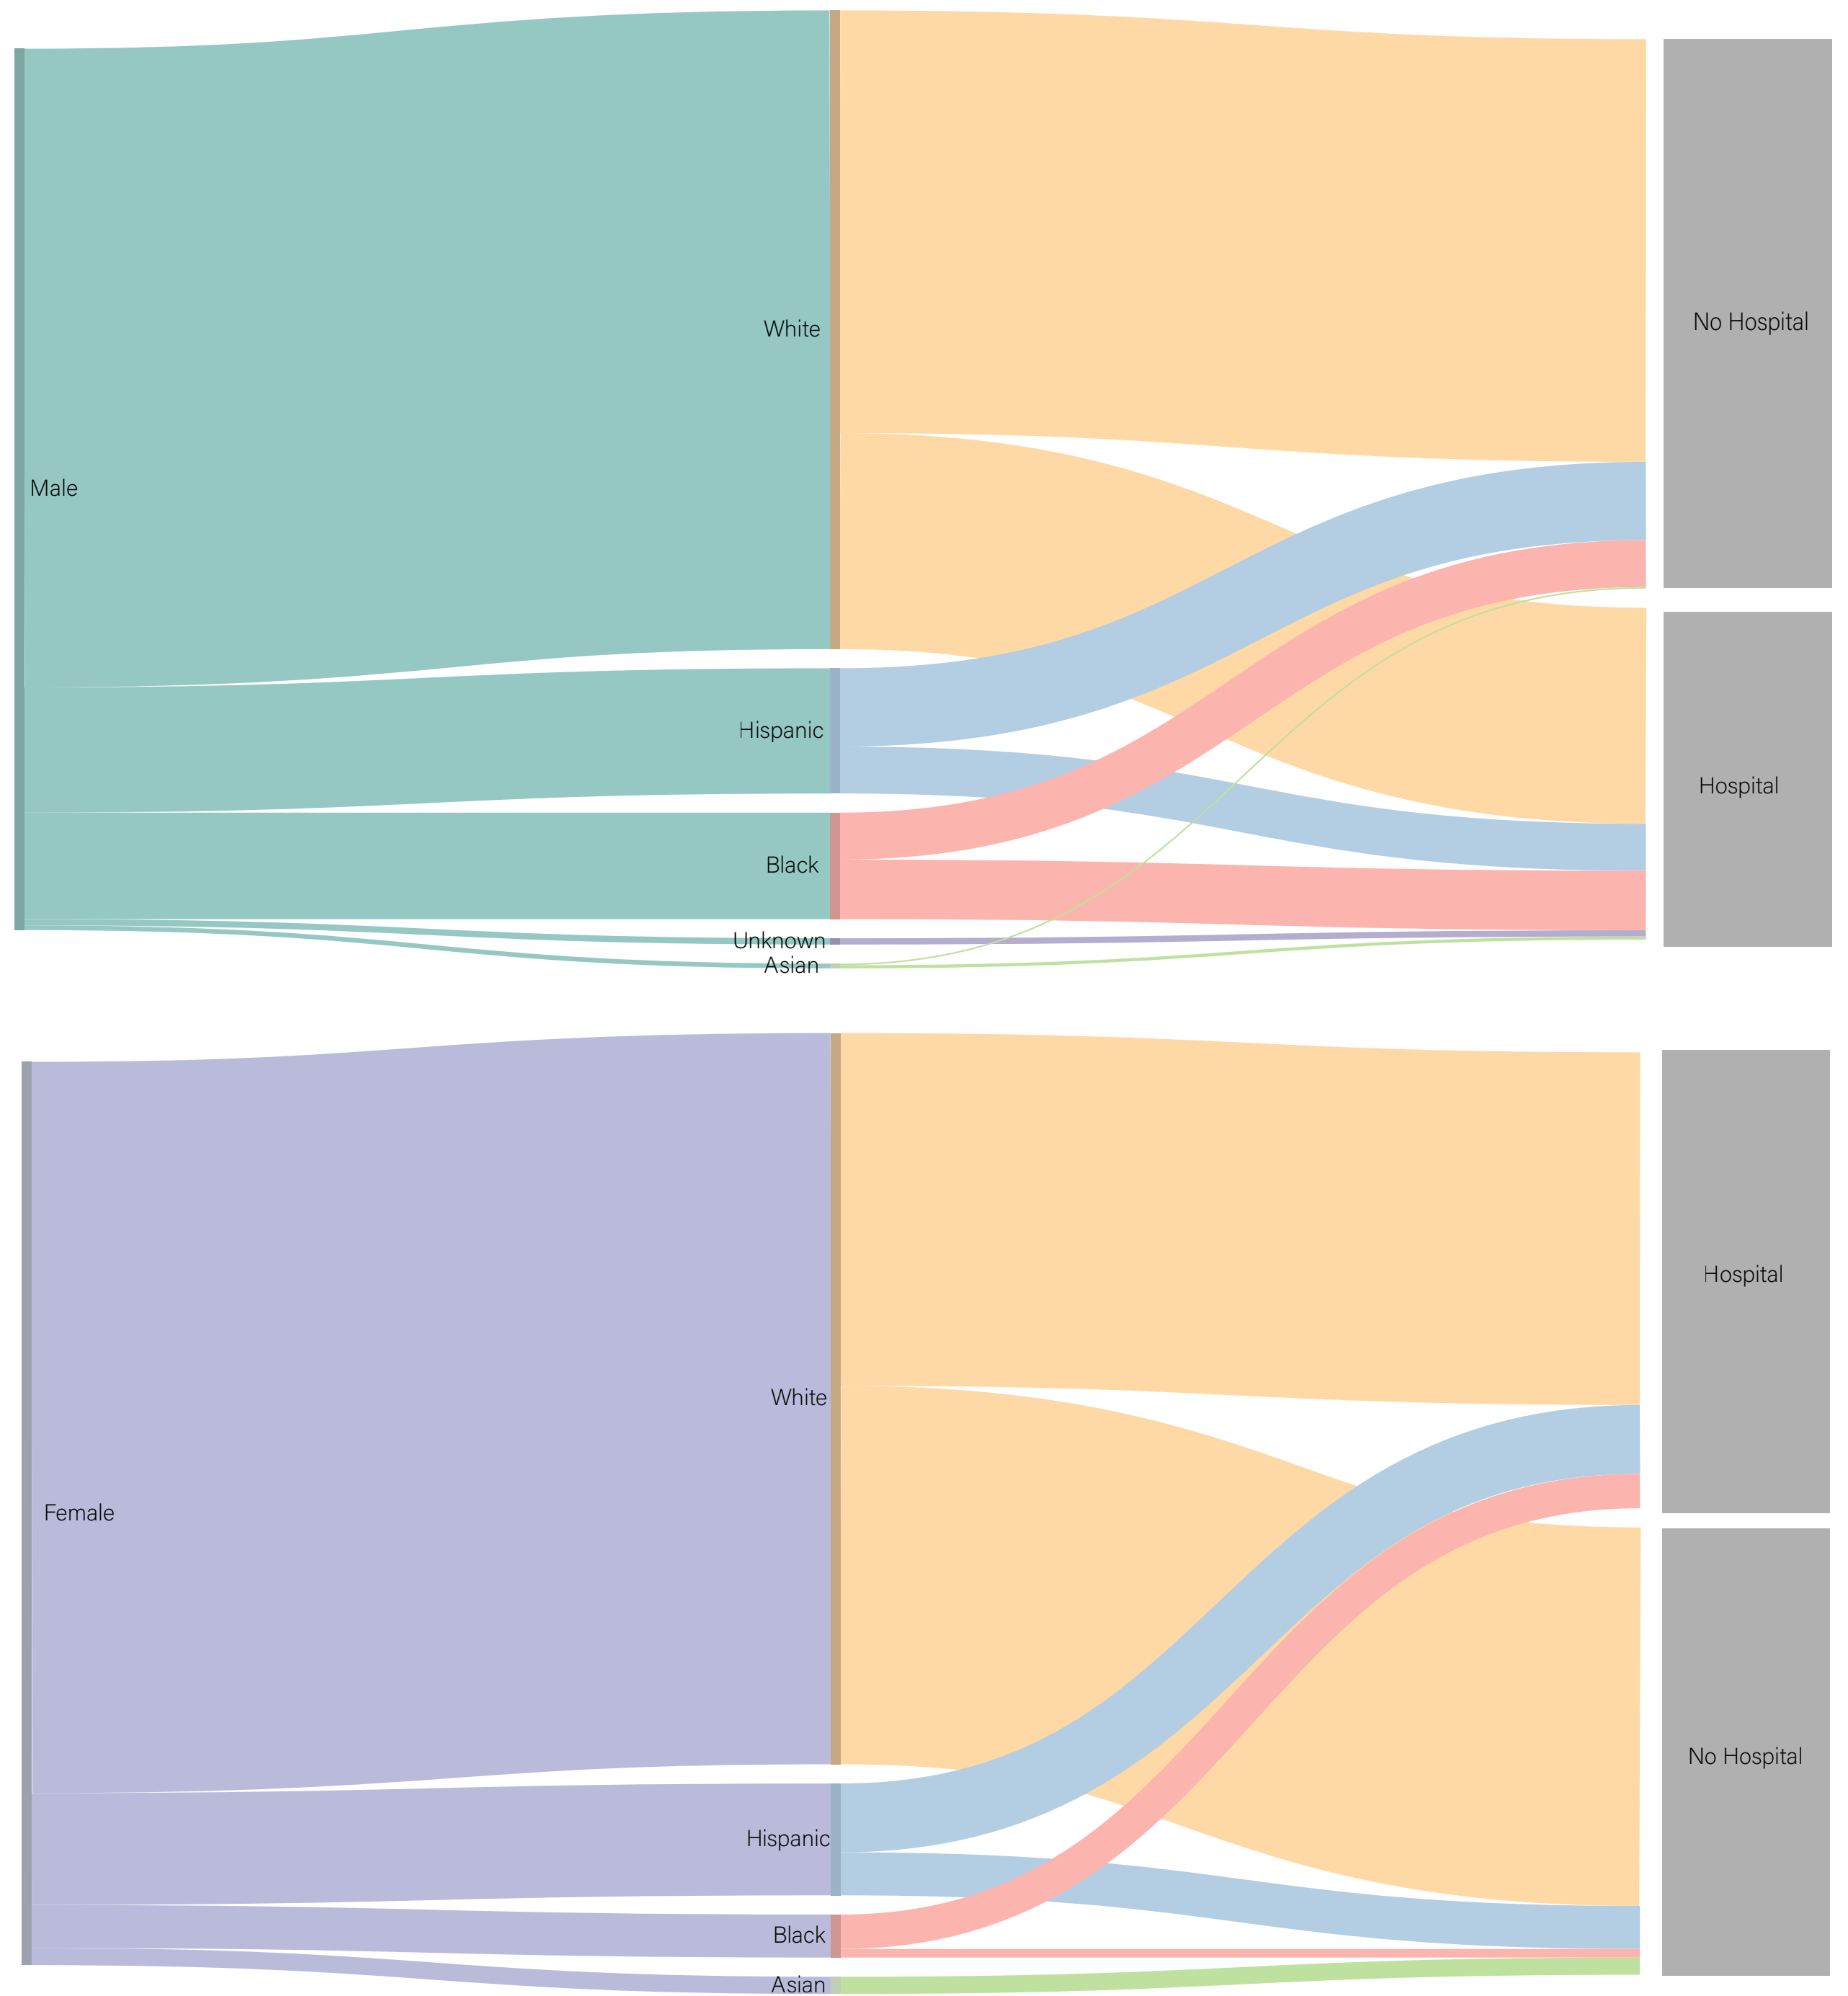 White
No Hospital
Male
Hispanic
Hospital
Black
Unknown
Asian
Hospital
White
Female
No Hospital
Hispanic
Black
Asian